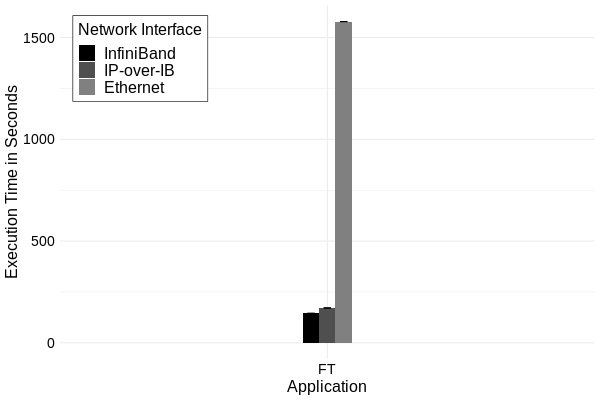 Network Interface
InfiniBand
IP-over-IB
Ethernet
Execution Time in Seconds
1500
1000
500
0
FT
Application